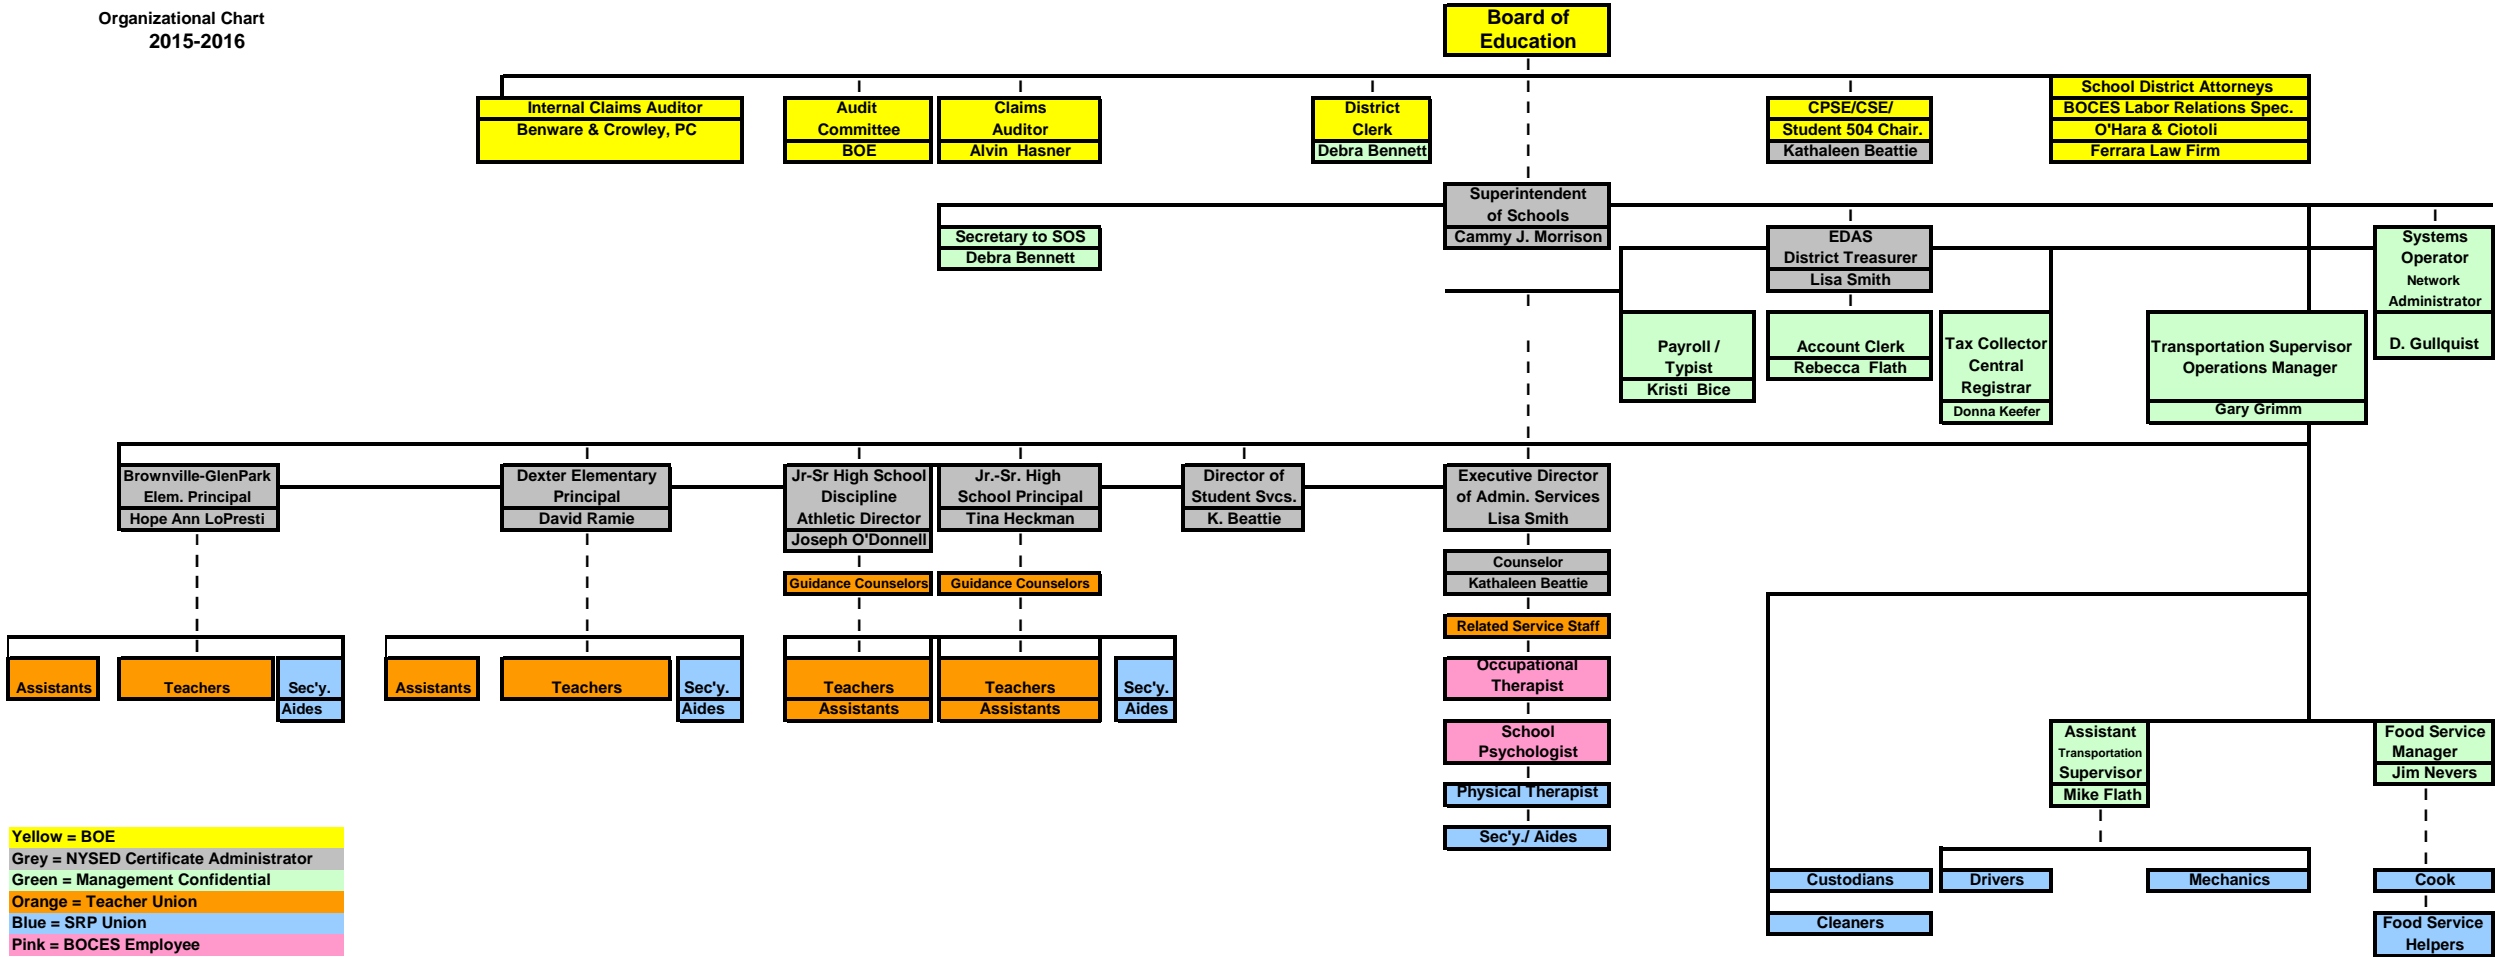 Organizational Chart
2015-2016
Board of
Education
Internal Claims Auditor
Benware & Crowley, PC
Audit
Committee
BOE
Claims
Auditor
Alvin Hasner
District
Clerk
Debra Bennett
CPSE/CSE/
Student 504 Chair.
Kathaleen Beattie
School District Attorneys
BOCES Labor Relations Spec.
O'Hara & Ciotoli
Ferrara Law Firm
Superintendent
of Schools
Cammy J. Morrison
Secretary to SOS
Debra Bennett
EDAS
District Treasurer
Lisa Smith
Systems
Operator
Network
Administrator
D. Gullquist
Payroll /
Typist
Kristi Bice
Account Clerk
Rebecca Flath
Tax Collector
Central
Registrar
Donna Keefer
Transportation Supervisor
Operations Manager
Gary Grimm
Brownville-GlenPark
Elem. Principal
Hope Ann LoPresti
Dexter Elementary
Principal
David Ramie
Jr-Sr High School
Discipline
Athletic Director
Joseph O'Donnell
Jr.-Sr. High
School Principal
Tina Heckman
Director of
Student Svcs.
K. Beattie
Executive Director
of Admin. Services
Lisa Smith
Counselor
Kathaleen Beattie
Guidance Counselors
Guidance Counselors
Related Service Staff
Assistants
Teachers
Sec'y.
Aides
Assistants
Teachers
Sec'y.
Aides
Teachers
Assistants
Teachers
Assistants
Sec'y.
Aides
Occupational
Therapist
School
Psychologist
Physical Therapist
Sec'y./ Aides
Assistant
Transportation
Supervisor
Mike Flath
Food Service
Manager
Jim Nevers
Custodians
Drivers
Mechanics
Cook
Cleaners
Food Service
Helpers
Yellow = BOE
Grey = NYSED Certificate Administrator
Green = Management Confidential
Orange = Teacher Union
Blue = SRP Union
Pink = BOCES Employee